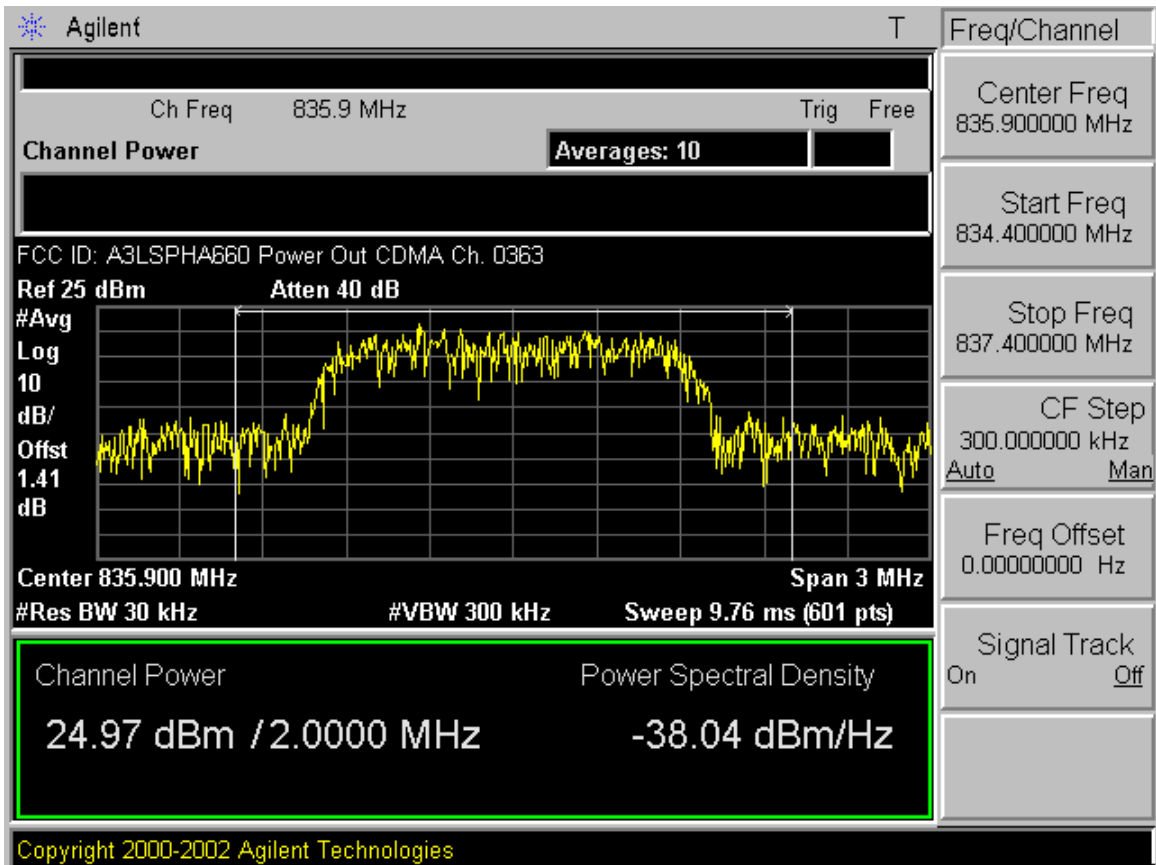 Agilent T
Freq/Channel
Ch Freq 835.9 MHz Trig Free
Channel Power Averages: 10
FCC ID: A3LSPHA660 Power Out CDMA Ch. 0363
Ref 25 dBm Atten 40 dB
#Avg
Log
10
dB/
Offst
1.41
dB
Center 835.900 MHz Span 3 MHz
#Res BW 30 kHz #VBW 300 kHz Sweep 9.76 ms (601 pts)
Channel Power Power Spectral Density
24.97 dBm / 2.0000 MHz -38.04 dBm/Hz
Center Freq
835.900000 MHz
Start Freq
834.400000 MHz
Stop Freq
837.400000 MHz
CF Step
300.000000 kHz
Auto Man
Freq Offset
0.00000000 Hz
Signal Track
On Off
Copyright 2000-2002 Agilent Technologies